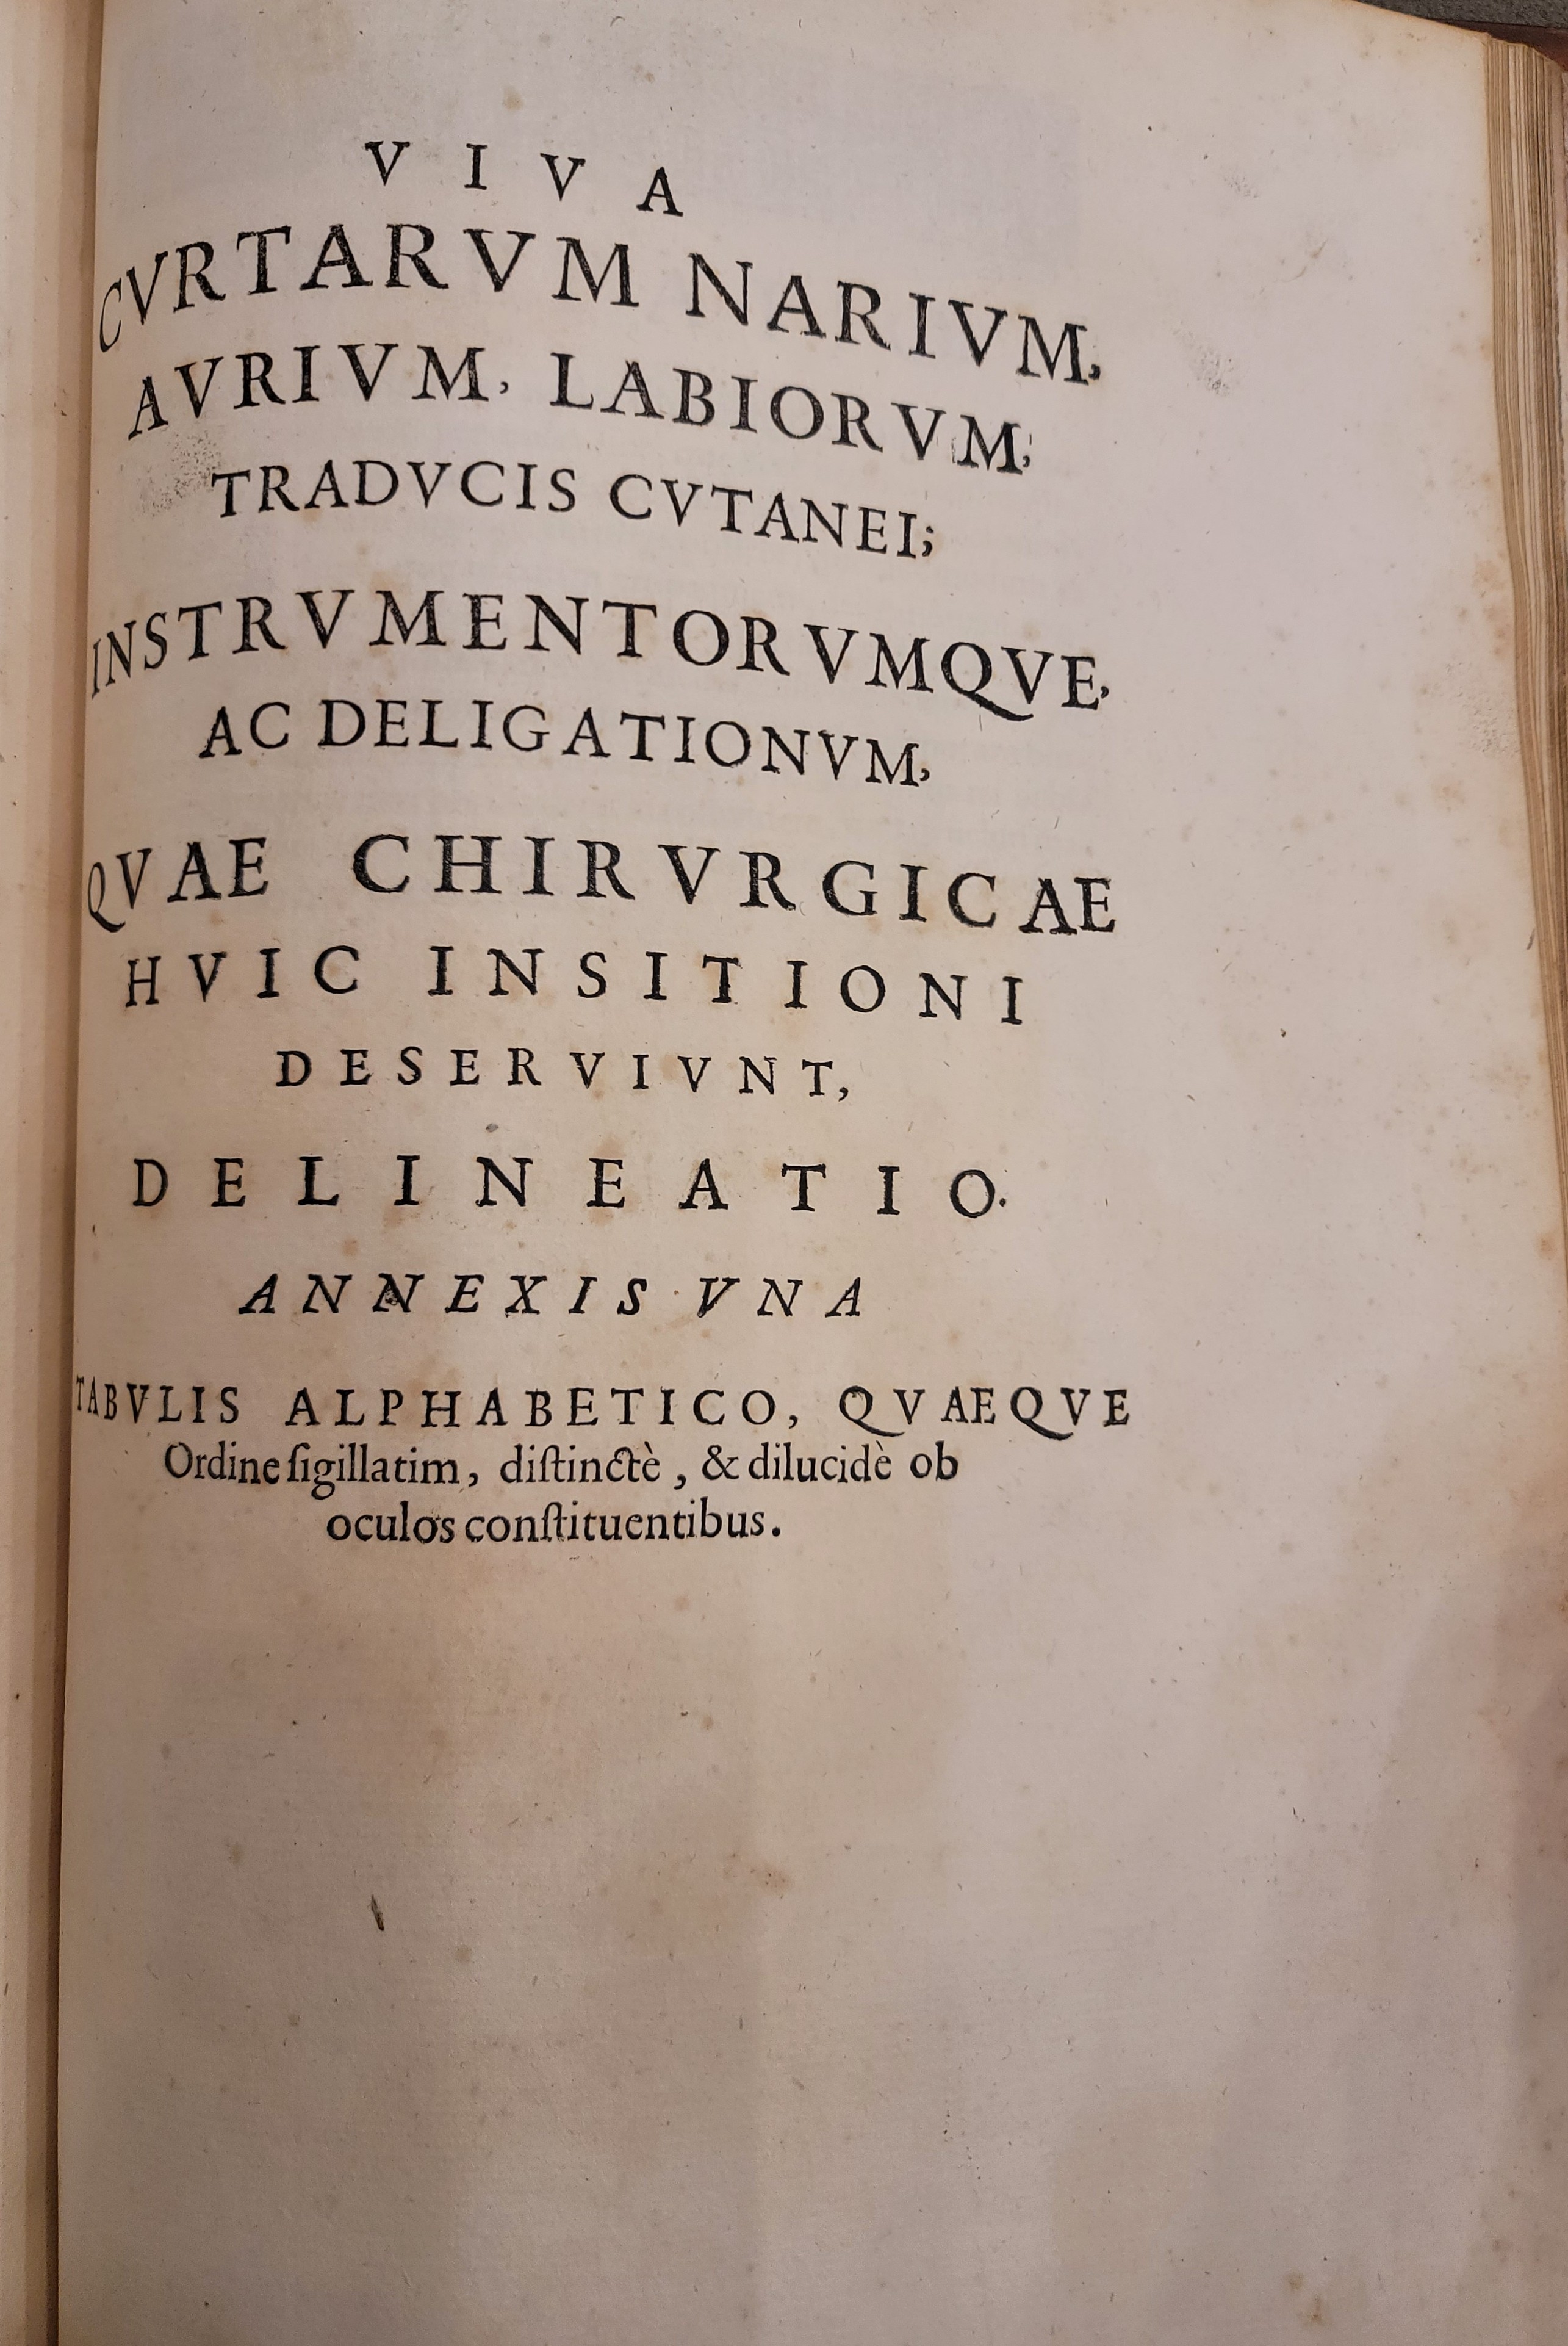 VIVA
CVRTARVM NARIVM,
AVRIVM, LABIORVM;
TRADVCIS CVTANEI;
INSTRVMENTORVMQVE,
AC DELIGATIONVM,
QVAE CHIRVRGICAE
HVIC INSITIONI
DESERVIVNT,
DELINEATIO.
ANNEXIS VNA
TABVLIS ALPHABETICO, QVAEQVE
Ordine ſigillatim, diſtinctè, & dilucidè ob
oculos conſtituentibus.